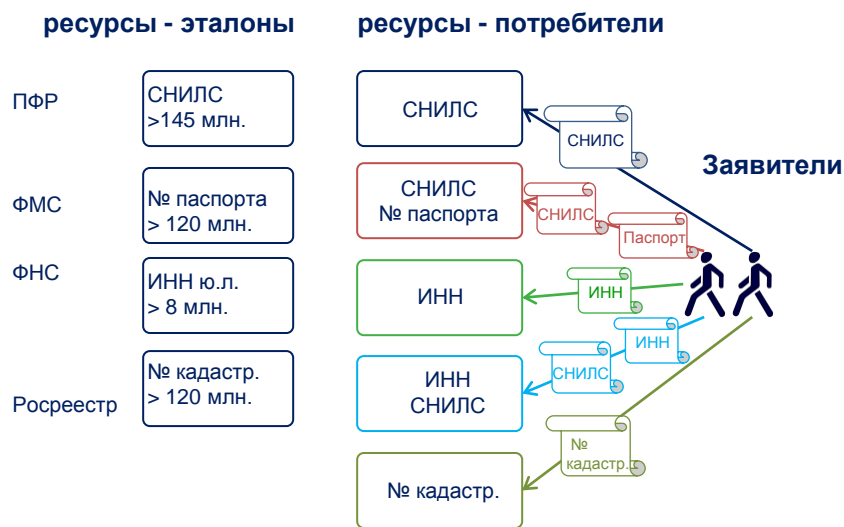 ресурсы - эталоны
ресурсы - потребители
ПФР
СНИЛС
>145 млн.
СНИЛС
СНИЛС
Заявители
ФМС
№ паспорта
> 120 млн.
СНИЛС
№ паспорта
СНИЛС
Паспорт
ФНС
ИНН ю.л.
> 8 млн.
ИНН
ИНН
Росреестр
№ кадастр.
> 120 млн.
ИНН
СНИЛС
СНИЛС
ИНН
№ кадастр.
№
кадастр.